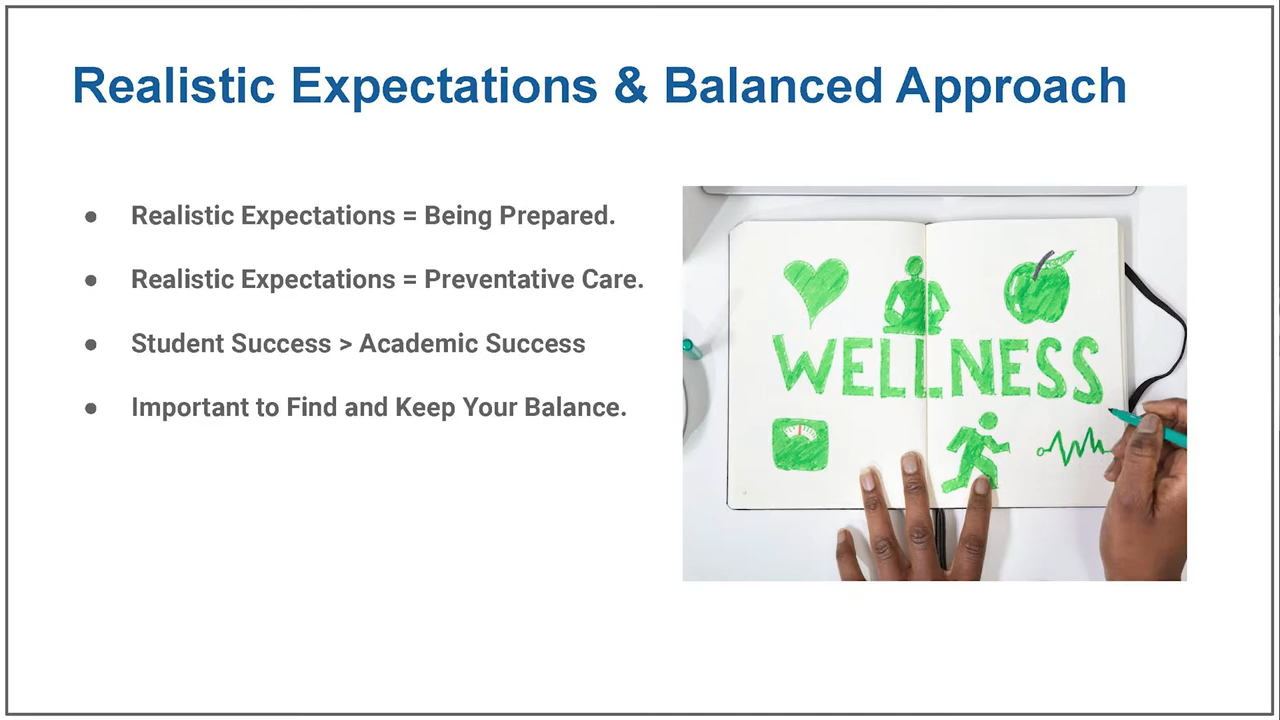 Realistic Expectations & Balanced Approach
● Realistic Expectations = Being Prepared.
● Realistic Expectations = Preventative Care.
● Student Success > Academic Success
● Important to Find and Keep Your Balance.
WELLNESS